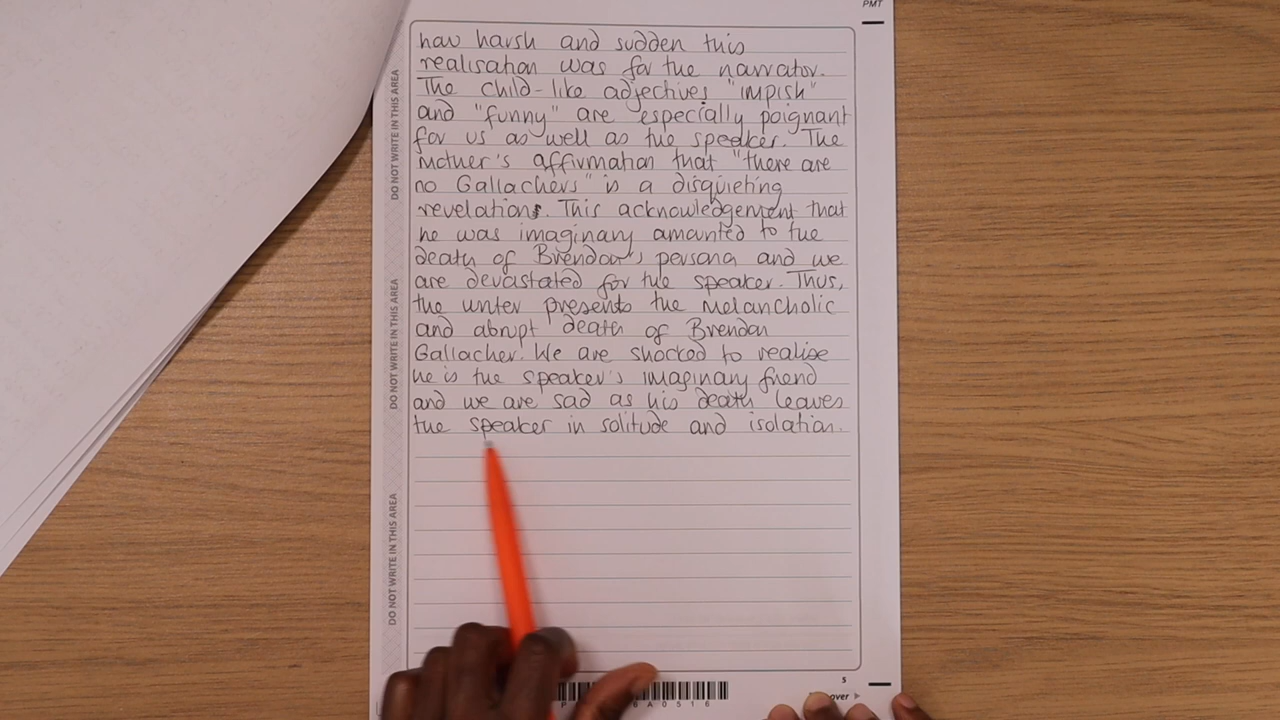 PMT
how harsh and sudden this
realisation was for the narrator.
The child-like adjectives "impish"
and "funny" are especially poignant
for us as well as the speaker. The
mother's affirmation that "there are
no Gallachers" is a disquieting
revelation. This acknowledgement that
he was imaginary amounted to the
death of Brendon's persona and we
are devastated for the speaker. Thus,
the writer presents the melancholic
and abrupt death of Brendon
Gallacher. We are shocked to realise
he is the speaker's imaginary friend
and we are sad as his death leaves
the speaker in solitude and isolation.
DO NOT WRITE IN THIS AREA
DO NOT WRITE IN THIS AREA
DO NOT WRITE IN THIS AREA
5